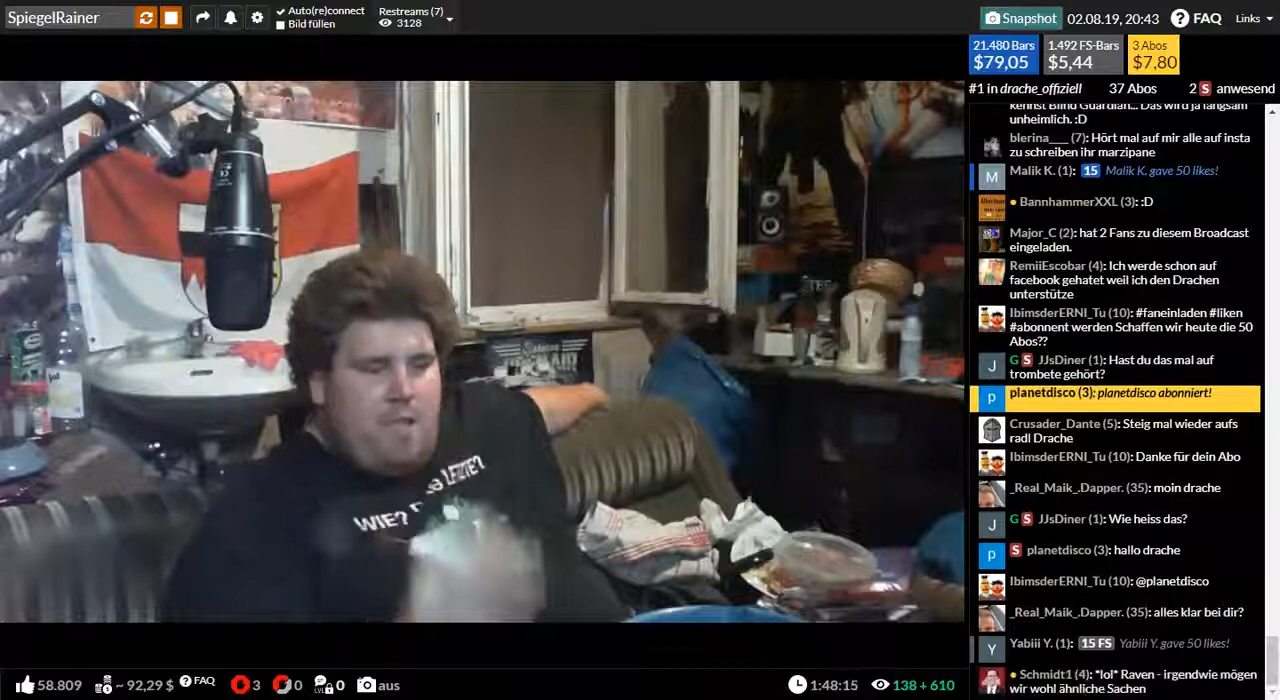 SpiegelRainer
Auto(re)connect
Bild füllen
Restreams (7)
3128
Snapshot
02.08.19, 20:43
FAQ
Links
21.480 Bars
$79,05
1.492 FS-Bars
$5,44
3 Abos
$7,80
#1 in drache_offiziell
37 Abos
2 S anwesend
kennst Blind Guardian... Das wird ja langsam
unheimlich. :D
blerina___ (7): Hört mal auf mir alle auf insta
zu schreiben ihr marzipane
M Malik K. (1): 15 Malik K. gave 50 likes!
BannhammerXXL (3): :D
Major_C (2): hat 2 Fans zu diesem Broadcast
eingeladen.
RemiiEscobar (4): Ich werde schon auf
facebook gehatet weil ich den Drachen
unterstütze
IbimsderERNI_Tu (10): #faneinladen #liken
#abonnent werden Schaffen wir heute die 50
Abos??
J G S JJsDiner (1): Hast du das mal auf
trombete gehört?
p planetdisco (3): planetdisco abonniert!
Crusader_Dante (5): Steig mal wieder aufs
radl Drache
IbimsderERNI_Tu (10): Danke für dein Abo
_Real_Maik_.Dapper. (35): moin drache
J G S JJsDiner (1): Wie heiss das?
p S planetdisco (3): hallo drache
IbimsderERNI_Tu (10): @planetdisco
_Real_Maik_.Dapper. (35): alles klar bei dir?
Y Yabiii Y. (1): 15 FS Yabiii Y. gave 50 likes!
Schmidt1 (4): *lol* Raven - irgendwie mögen
wir wohl ähnliche Sachen
WIE?
LETZTE?
58.809
~ 92,29 $
FAQ
3
0
LVL
0
aus
1:48:15
138 + 610